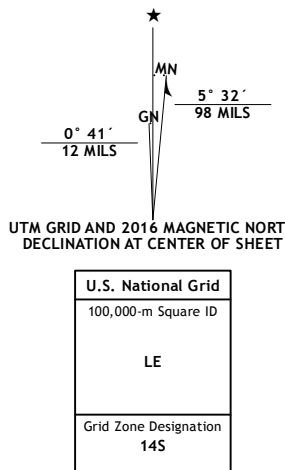 ★
MN
GN
5° 32´
98 MILS
0° 41´
12 MILS
UTM GRID AND 2016 MAGNETIC NORT
DECLINATION AT CENTER OF SHEET
U.S. National Grid
100,000-m Square ID
LE
Grid Zone Designation
14S